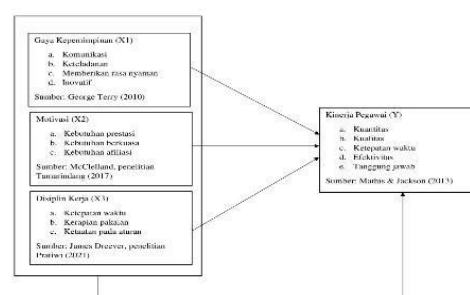 Gaya Kepemimpinan (X1)
a. Komunikasi
b. Keteladanan
c. Memberikan rasa nyaman
d. Inovatif
Sumber: George Terry (2010)
Motivasi (X2)
a. Kebutuhan prestasi
b. Kebutuhan berkuasa
c. Kebutuhan afiliasi
Sumber: McClelland, penelitian
Tumurindang (2017)
Disiplin Kerja (X3)
a. Ketepatan waktu
b. Kerapian pakaian
c. Ketaatan pada aturan
Sumber: James Dreever, penelitian
Pratiwi (2021)
Kinerja Pegawai (Y)
a. Kuantitas
b. Kualitas
c. Ketepatan waktu
d. Efektivitas
e. Tanggung jawab
Sumber: Mathis & Jackson (2013)